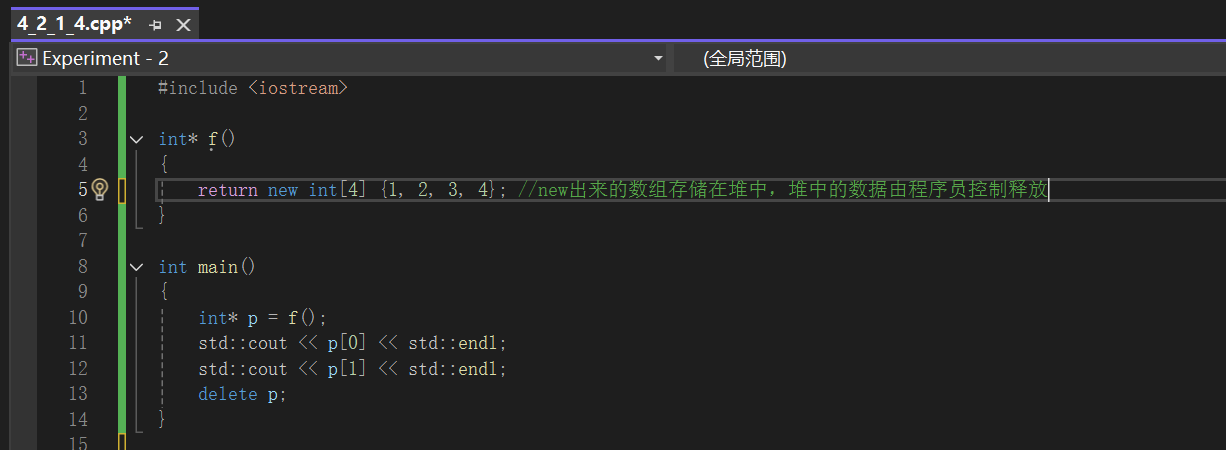 4_2_1_4.cpp*
Experiment - 2 (全局范围)
1 #include <iostream>
2
3 int* f()
4 {
5 return new int[4] {1, 2, 3, 4}; //new出来的数组存储在堆中，堆中的数据由程序员控制释放
6 }
7
8 int main()
9 {
10 int* p = f();
11 std::cout << p[0] << std::endl;
12 std::cout << p[1] << std::endl;
13 delete p;
14 }
15